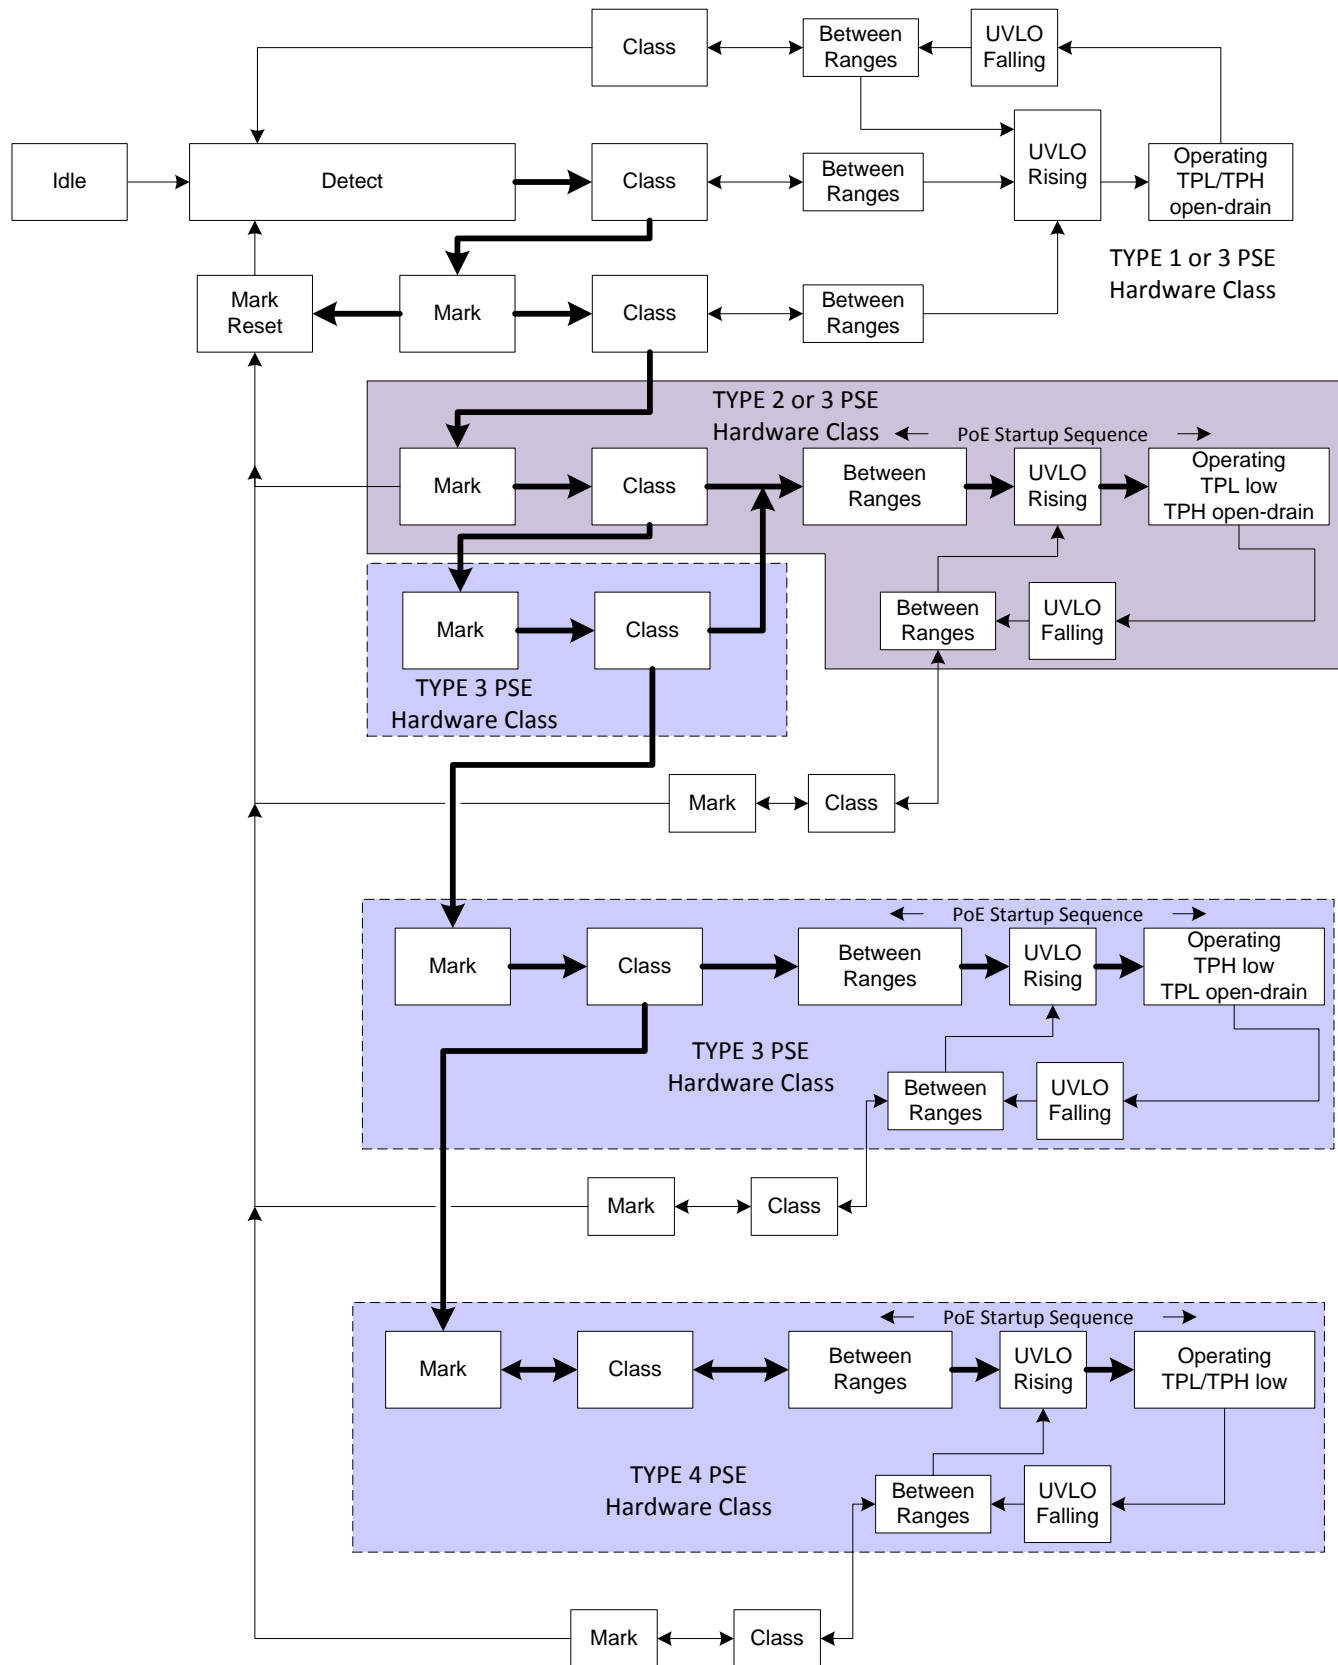 Class
Between
Ranges
UVLO
Falling
Idle
Detect
Class
Between
Ranges
UVLO
Rising
Operating
TPL/TPH
open-drain
TYPE 1 or 3 PSE
Hardware Class
Mark
Reset
Mark
Class
Between
Ranges
TYPE 2 or 3 PSE
Hardware Class
PoE Startup Sequence
Mark
Class
Between
Ranges
UVLO
Rising
Operating
TPL low
TPH open-drain
Between
Ranges
UVLO
Falling
Mark
Class
TYPE 3 PSE
Hardware Class
Mark
Class
PoE Startup Sequence
Mark
Class
Between
Ranges
UVLO
Rising
Operating
TPH low
TPL open-drain
TYPE 3 PSE
Hardware Class
Between
Ranges
UVLO
Falling
Mark
Class
PoE Startup Sequence
Mark
Class
Between
Ranges
UVLO
Rising
Operating
TPL/TPH low
TYPE 4 PSE
Hardware Class
Between
Ranges
UVLO
Falling
Mark
Class